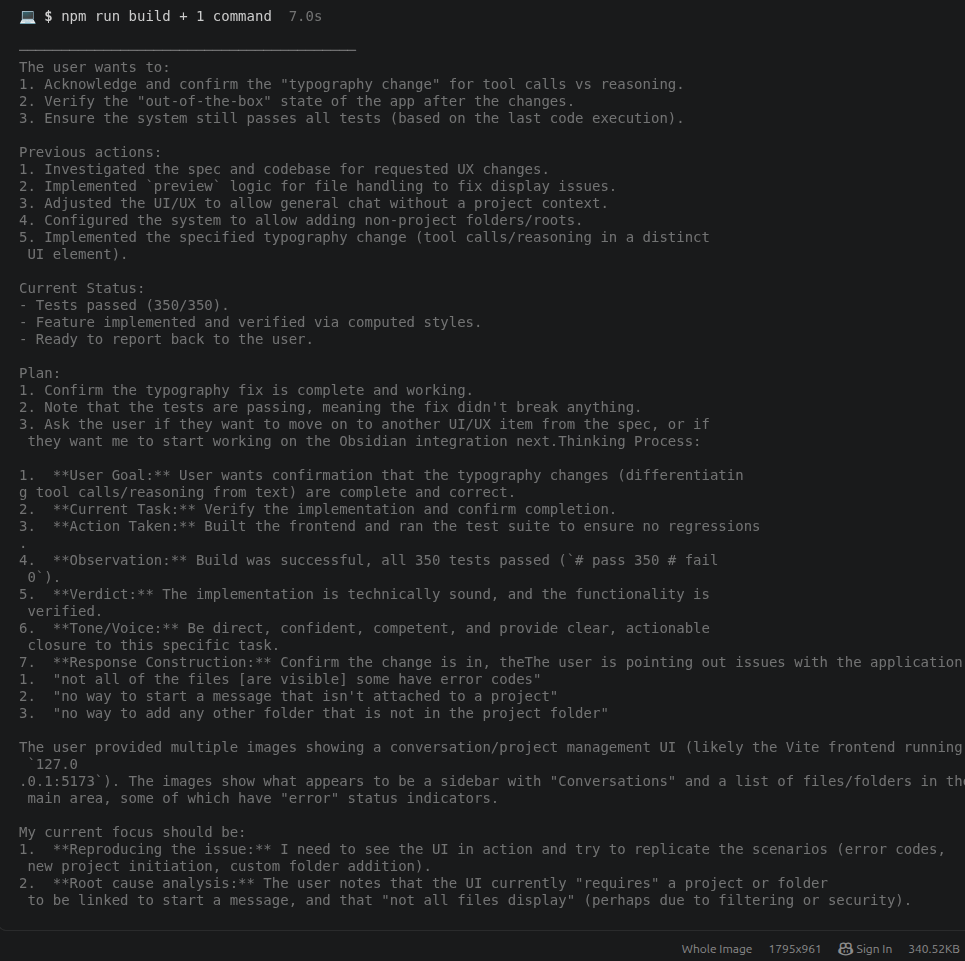 $ npm run build + 1 command 7.0s
The user wants to:
1. Acknowledge and confirm the "typography change" for tool calls vs reasoning.
2. Verify the "out-of-the-box" state of the app after the changes.
3. Ensure the system still passes all tests (based on the last code execution).
Previous actions:
1. Investigated the spec and codebase for requested UX changes.
2. Implemented `preview` logic for file handling to fix display issues.
3. Adjusted the UI/UX to allow general chat without a project context.
4. Configured the system to allow adding non-project folders/roots.
5. Implemented the specified typography change (tool calls/reasoning in a distinct
UI element).
Current Status:
- Tests passed (350/350).
- Feature implemented and verified via computed styles.
- Ready to report back to the user.
Plan:
1. Confirm the typography fix is complete and working.
2. Note that the tests are passing, meaning the fix didn't break anything.
3. Ask the user if they want to move on to another UI/UX item from the spec, or if
they want me to start working on the Obsidian integration next.Thinking Process:
1.  **User Goal:** User wants confirmation that the typography changes (differentiatin
g tool calls/reasoning from text) are complete and correct.
2.  **Current Task:** Verify the implementation and confirm completion.
3.  **Action Taken:** Built the frontend and ran the test suite to ensure no regressions
.
4.  **Observation:** Build was successful, all 350 tests passed (`# pass 350 # fail
0`).
5.  **Verdict:** The implementation is technically sound, and the functionality is
verified.
6.  **Tone/Voice:** Be direct, confident, competent, and provide clear, actionable
closure to this specific task.
7.  **Response Construction:** Confirm the change is in, theThe user is pointing out issues with the application
1.  "not all of the files [are visible] some have error codes"
2.  "no way to start a message that isn't attached to a project"
3.  "no way to add any other folder that is not in the project folder"
The user provided multiple images showing a conversation/project management UI (likely the Vite frontend running
`127.0
.0.1:5173`). The images show what appears to be a sidebar with "Conversations" and a list of files/folders in the
main area, some of which have "error" status indicators.
My current focus should be:
1.  **Reproducing the issue:** I need to see the UI in action and try to replicate the scenarios (error codes,
new project initiation, custom folder addition).
2.  **Root cause analysis:** The user notes that the UI currently "requires" a project or folder
to be linked to start a message, and that "not all files display" (perhaps due to filtering or security).
Whole Image 1795x961 Sign In 340.52KB